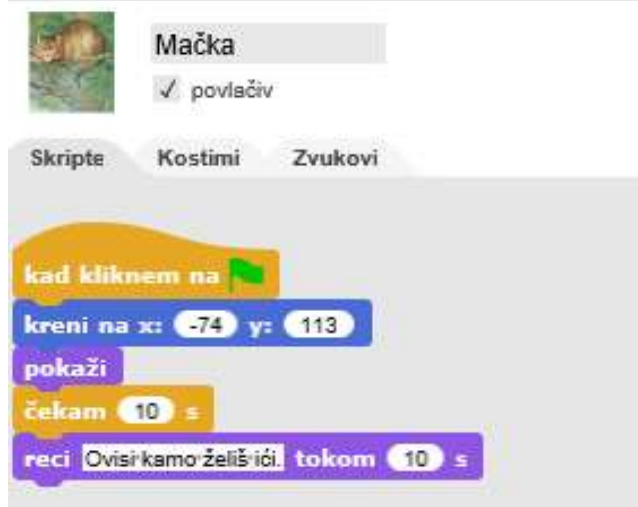 Mačka
✓ povlačiv
Skripte Kostimi Zvukovi
kad kliknem na
kreni na x: -74 y: 113
pokaži
čekam 10 s
reci Ovisi kamo želiš ići. tokom 10 s